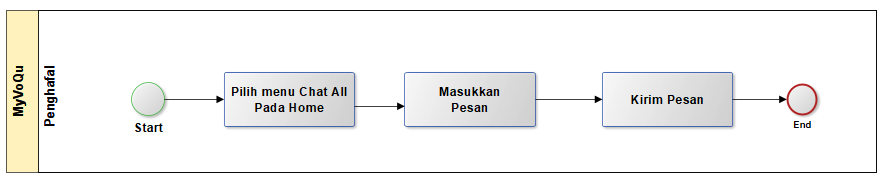 MyVoQu
Penghafal
Start
Pilih menu Chat All
Pada Home
Masukkan
Pesan
Kirim Pesan
End